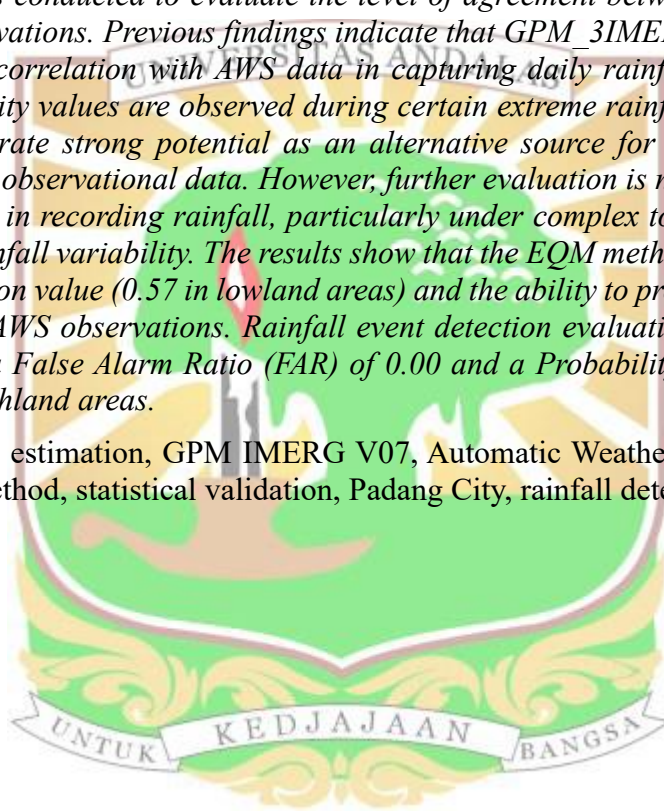 conducted to evaluate the level of agreement betw
vations. Previous findings indicate that GPM_3IME
UNIVERSITAS ANDALAS
correlation with AWS data in capturing daily rainf
ity values are observed during certain extreme rainf
rate strong potential as an alternative source for
observational data. However, further evaluation is
in recording rainfall, particularly under complex to
nfall variability. The results show that the EQM meth
on value (0.57 in lowland areas) and the ability to pr
AWS observations. Rainfall event detection evaluati
a False Alarm Ratio (FAR) of 0.00 and a Probability
ghland areas.
estimation, GPM IMERG V07, Automatic Weathe
ethod, statistical validation, Padang City, rainfall dete
UNTUK KEDJAJAAN BANGSA